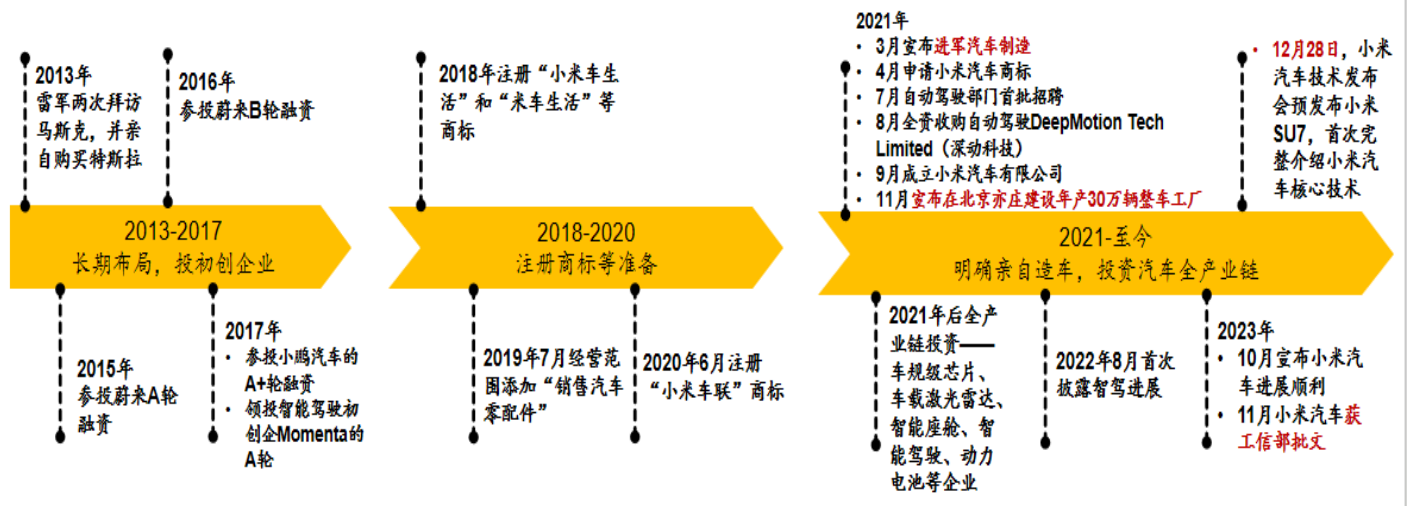 2013年
雷军两次拜访
马斯克，并亲
自购买特斯拉
2016年
参投蔚来B轮融资
2013-2017
长期布局，投初创企业
2015年
参投蔚来A轮
融资
2017年
• 参投小鹏汽车的
A+轮融资
• 领投智能驾驶初
创企Momenta的
A轮
2018年注册“小米车生
活”和“米车生活”等
商标
2018-2020
注册商标等准备
2019年7月经营范
围添加“销售汽车
零配件”
2020年6月注册
“小米车联”商标
2021年
• 3月宣布进军汽车制造
• 4月申请小米汽车商标
• 7月自动驾驶部门首批招聘
• 8月全资收购自动驾驶DeepMotion Tech
Limited（深动科技）
• 9月成立小米汽车有限公司
• 11月宣布在北京亦庄建设年产30万辆整车工厂
• 12月28日，小米
汽车技术发布
会预发布小米
SU7，首次完
整介绍小米汽
车核心技术
2021-至今
明确亲自造车，投资汽车全产业链
2021年后全产
业链投资——
车规级芯片、
车载激光雷达、
智能座舱、智
能驾驶、动力
电池等企业
2022年8月首次
披露智驾进展
2023年
• 10月宣布小米汽
车进展顺利
• 11月小米汽车获
工信部批文